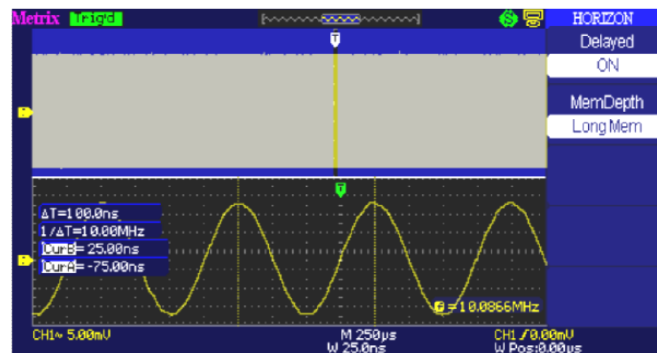 Metrix Trig'd HORIZON
T
Delayed
ON
MemDepth
Long Mem
T
ΔT=100.0ns
1/ΔT=10.00MHz
CurB= 25.00ns
CurA= -75.00ns
F=10.0866MHz
CH1~ 5.00mV M 250µs CH1 /0.00mV
W 25.0ns W Pos:0.00µs